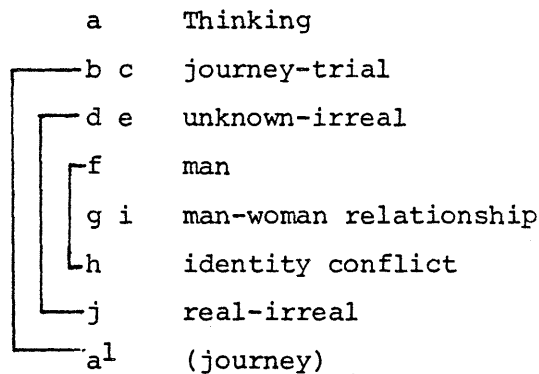 a Thinking
b c journey-trial
d e unknown-irreal
f man
g i man-woman relationship
h identity conflict
j real-irreal
a¹ (journey)